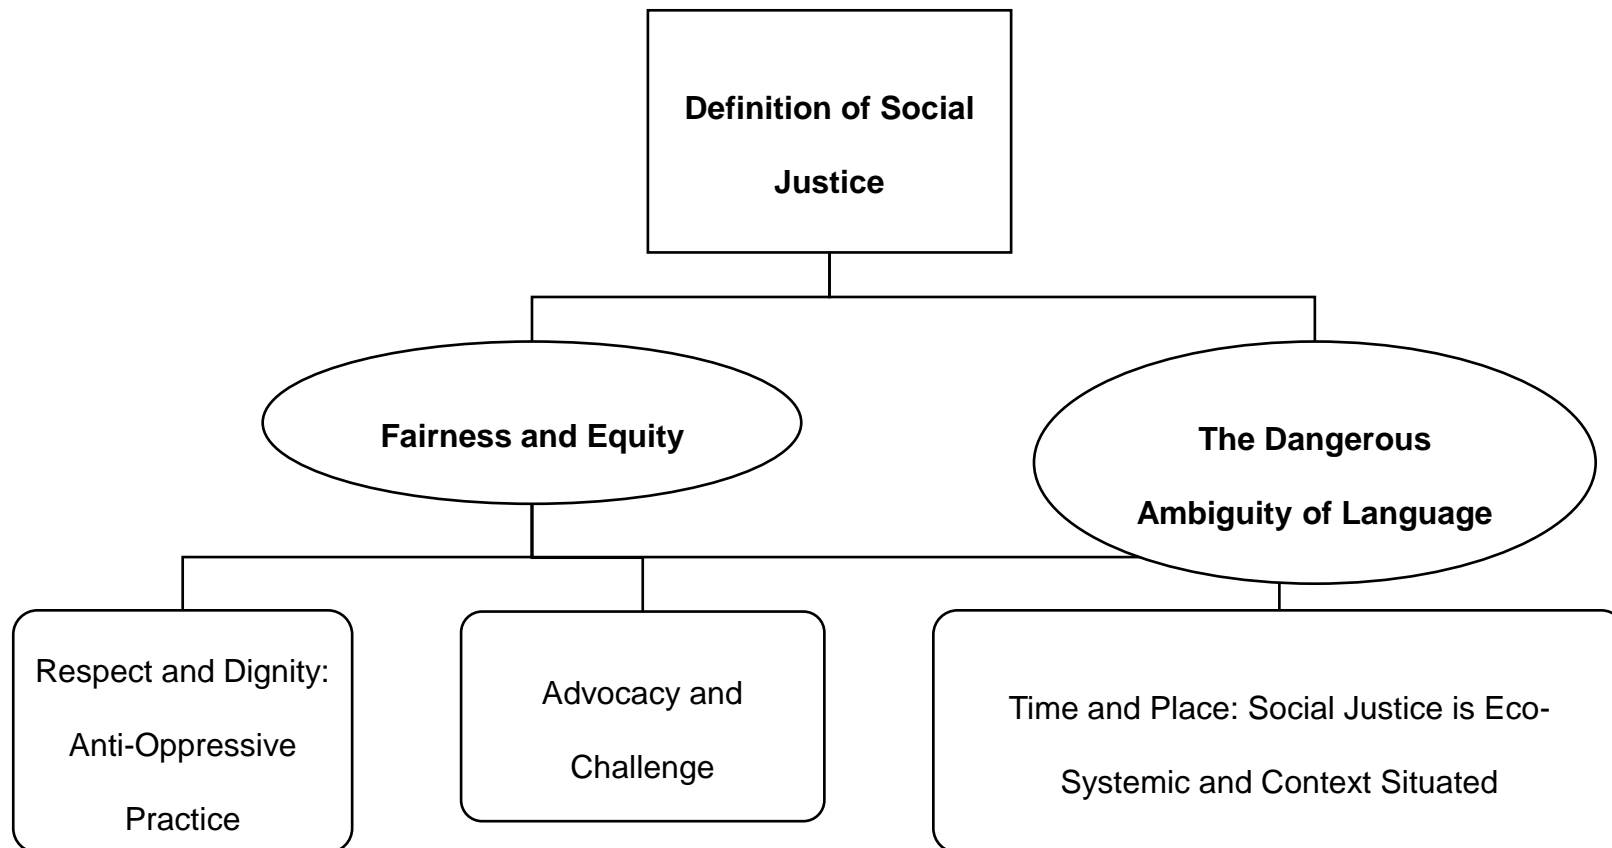 Definition of Social
Justice
Fairness and Equity
The Dangerous
Ambiguity of Language
Respect and Dignity:
Anti-Oppressive
Practice
Advocacy and
Challenge
Time and Place: Social Justice is Eco-
Systemic and Context Situated